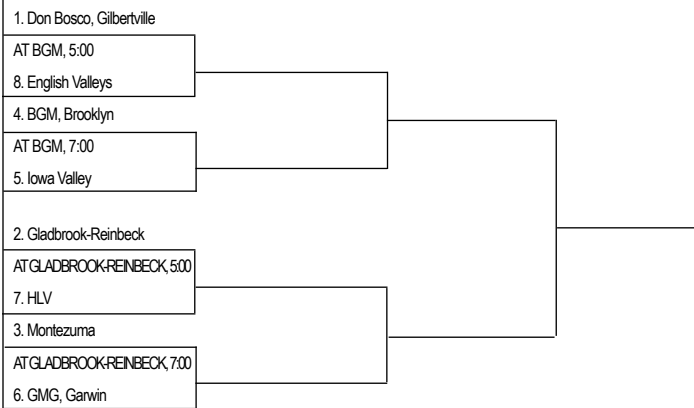 1. Don Bosco, Gilbertville
AT BGM, 5:00
8. English Valleys
4. BGM, Brooklyn
AT BGM, 7:00
5. Iowa Valley
2. Gladbrook-Reinbeck
AT GLADBROOK-REINBECK, 5:00
7. HLV
3. Montezuma
AT GLADBROOK-REINBECK, 7:00
6. GMG, Garwin